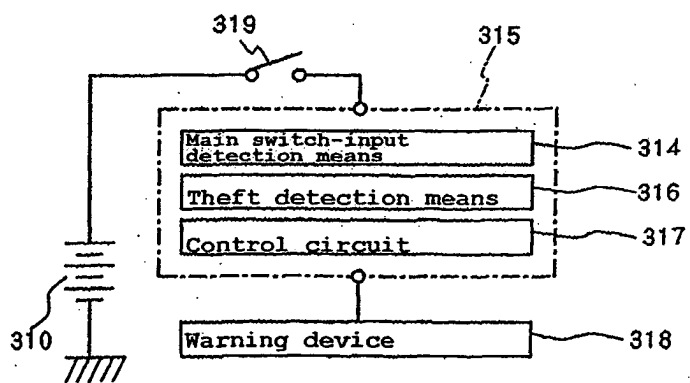 319
315
Main switch-input
detection means
314
Theft detection means
316
Control circuit
317
310
Warning device
318